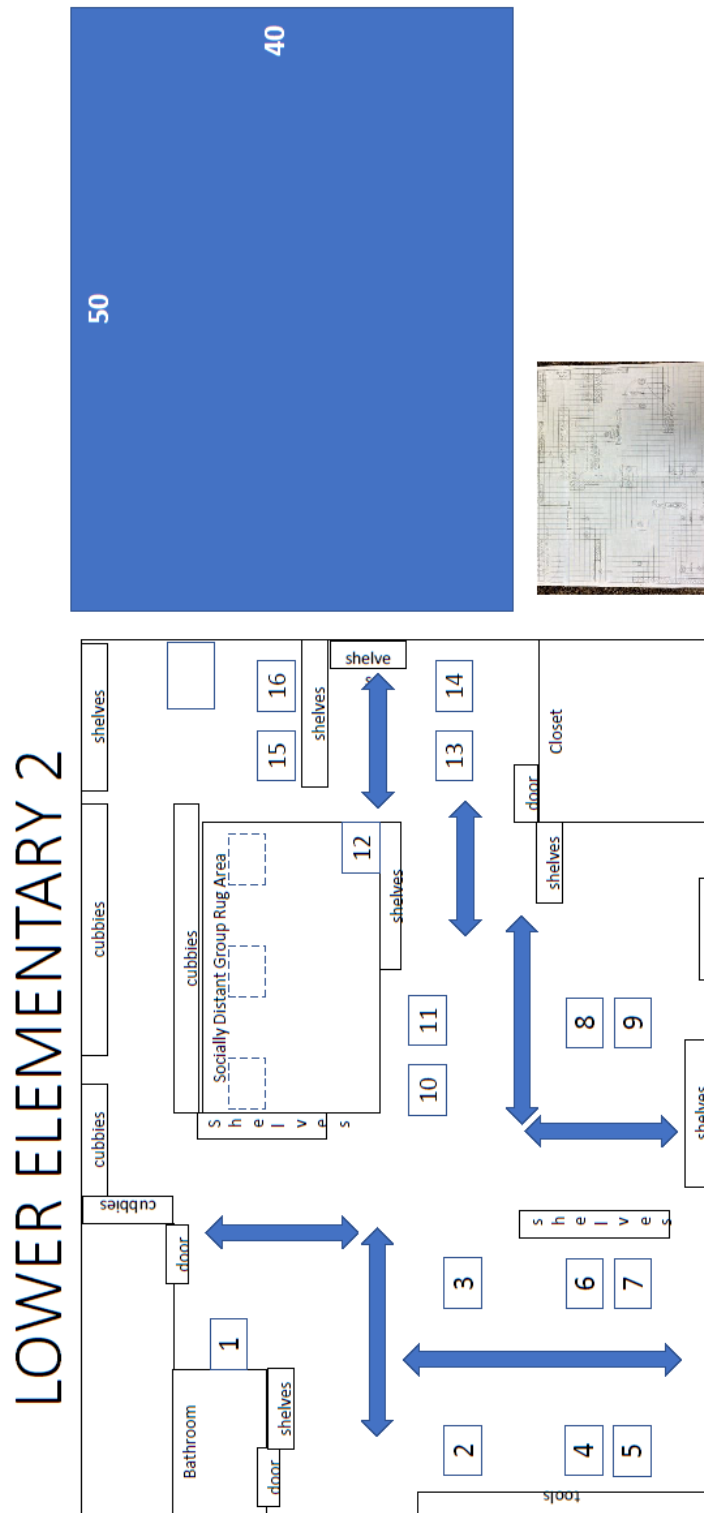 LOWER ELEMENTARY 2
cubbies
cubbies
shelves
50
cubbies
door
Bathroom
cubbies
Socially Distant Group Rug Area
1
S h e l v e s
15 16
40
door
shelves
shelves
shelves
12
shelves
10 11
2 3
13 14
door
shelves
Closet
s h e l v e s
4 6 8
tools
5 7 9
shelves